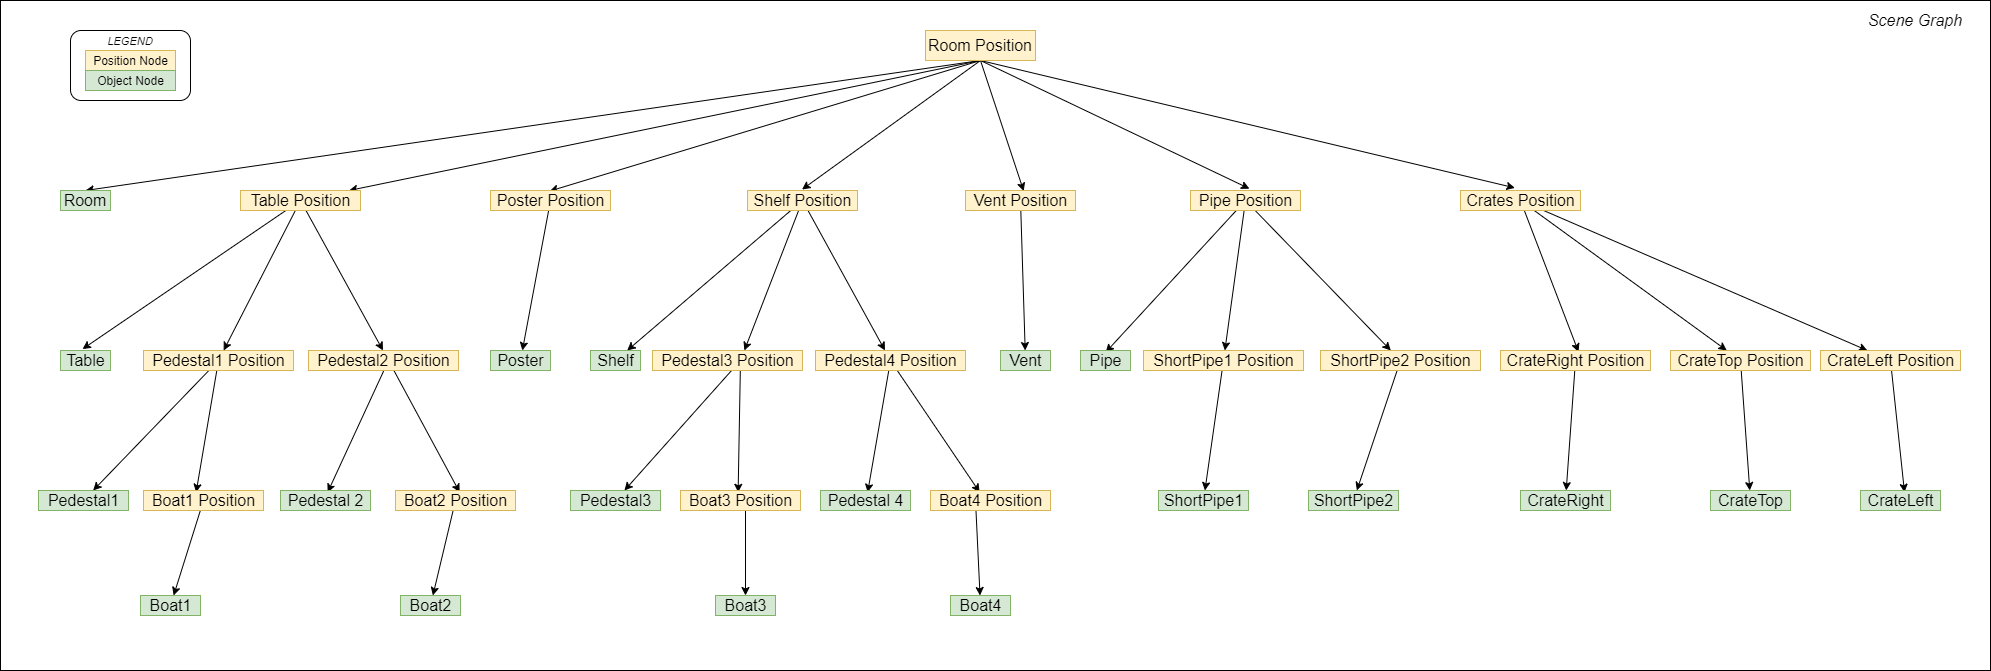 Scene Graph
LEGEND
Position Node
Object Node
Room Position
Room
Table Position
Poster Position
Shelf Position
Vent Position
Pipe Position
Crates Position
Table
Pedestal1 Position
Pedestal2 Position
Poster
Shelf
Pedestal3 Position
Pedestal4 Position
Vent
Pipe
ShortPipe1 Position
ShortPipe2 Position
CrateRight Position
CrateTop Position
CrateLeft Position
Pedestal1
Boat1 Position
Pedestal 2
Boat2 Position
Pedestal3
Boat3 Position
Pedestal 4
Boat4 Position
ShortPipe1
ShortPipe2
CrateRight
CrateTop
CrateLeft
Boat1
Boat2
Boat3
Boat4